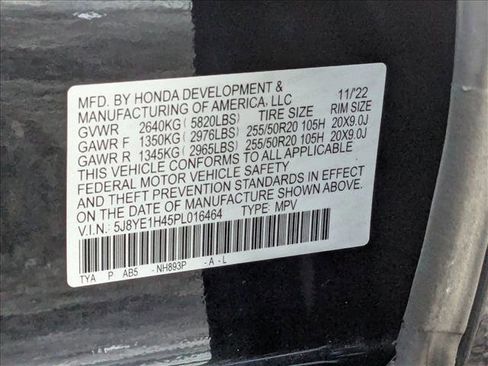 MFD. BY HONDA DEVELOPMENT & 11/22
MANUFACTURING OF AMERICA, LLC
GVWR 2640KG (5820LBS) TIRE SIZE RIM SIZE
GAWR F 1350KG (2976LBS) 255/50R20 105H 20X9.0J
GAWR R 1345KG (2965LBS) 255/50R20 105H 20X9.0J
THIS VEHICLE CONFORMS TO ALL APPLICABLE
FEDERAL MOTOR VEHICLE SAFETY
AND THEFT PREVENTION STANDARDS IN EFFECT
ON THE DATE OF MANUFACTURE SHOWN ABOVE.
V.I.N.: 5J8YE1H45PL016464 TYPE: MPV
TYA P AB5 -NH893P -A-L